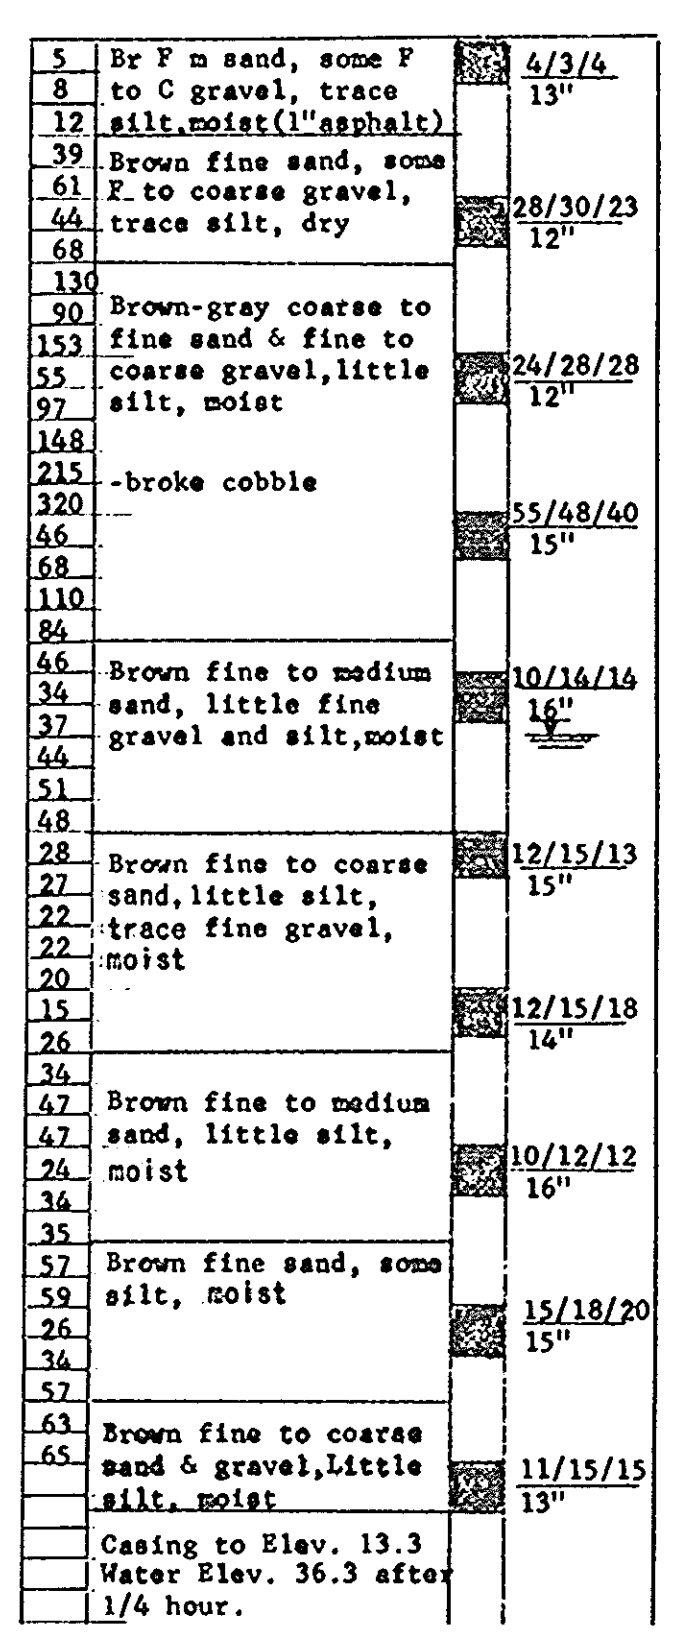 5 Br F m sand, some F 4/3/4
8 to C gravel, trace 13"
12 silt,moist(1"asphalt)
39 Brown fine sand, some
61 F to coarse gravel, 28/30/23
44 trace silt, dry 12"
68
130
90 Brown-gray coarse to
153 fine sand & fine to
55 coarse gravel,little 24/28/28
97 silt, moist 12"
148
215 -broke cobble
320 55/48/40
46 15"
68
110
84
46 Brown fine to medium 10/14/14
34 sand, little fine 16"
37 gravel and silt,moist
44
51
48
28 Brown fine to coarse 12/15/13
27 sand,little silt, 15"
22 trace fine gravel,
22 moist
20
15 12/15/18
26 14"
34
47 Brown fine to medium
47 sand, little silt,
24 moist 10/12/12
34 16"
35
57 Brown fine sand, some
59 silt, moist 15/18/20
26 15"
34
57
63 Brown fine to coarse
65 sand & gravel,Little 11/15/15
silt, moist 13"
Casing to Elev. 13.3
Water Elev. 36.3 after
1/4 hour.